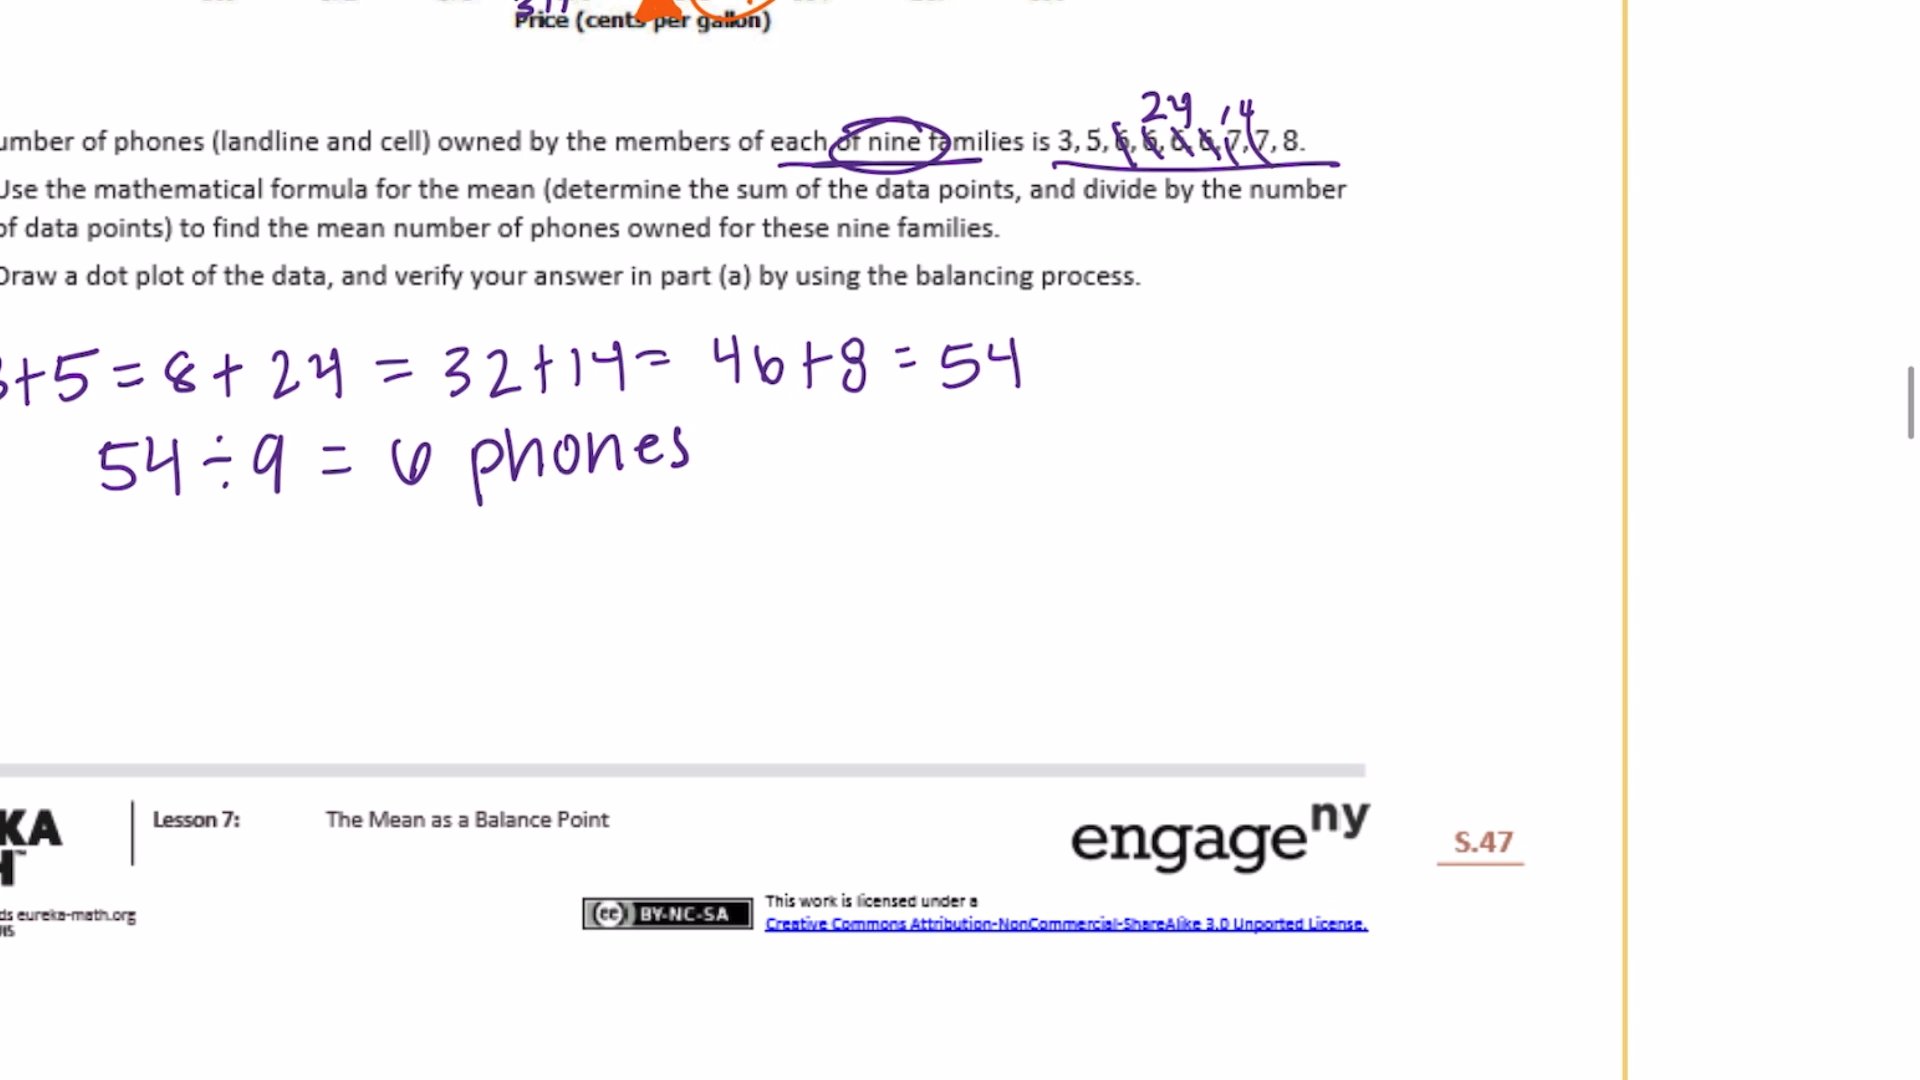 Price (cents per gallon)
24 14
umber of phones (landline and cell) owned by the members of each of nine families is 3, 5, 6, 6, 6, 6, 7, 7, 8.
Use the mathematical formula for the mean (determine the sum of the data points, and divide by the number
of data points) to find the mean number of phones owned for these nine families.
Draw a dot plot of the data, and verify your answer in part (a) by using the balancing process.
3+5 = 8 + 24 = 32+14= 46+8 = 54
54 ÷ 9 = 6 phones
KA
Lesson 7: The Mean as a Balance Point
engage ny
S.47
ds eureka-math.org
cc BY-NC-SA
This work is licensed under a
Creative Commons Attribution-NonCommercial-ShareAlike 3.0 Unported License.